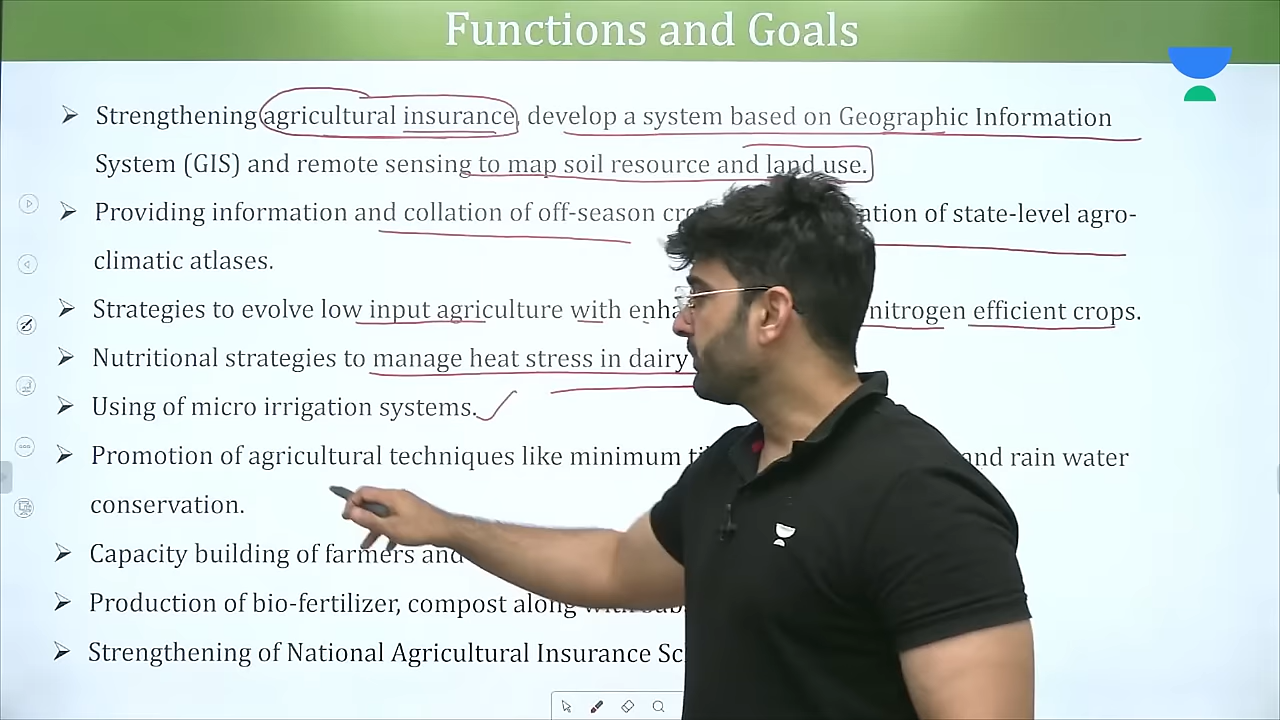 Functions and Goals
➤ Strengthening agricultural insurance, develop a system based on Geographic Information
System (GIS) and remote sensing to map soil resource and land use.
➤ Providing information and collation of off-season ation of state-level agro-
climatic atlases.
➤ Strategies to evolve low input agriculture with nitrogen efficient crops.
➤ Nutritional strategies to manage heat stress in dairy
➤ Using of micro irrigation systems.
➤ Promotion of agricultural techniques like minimum and rain water
conservation.
➤ Capacity building of farmers and
➤ Production of bio-fertilizer, compost along with
➤ Strengthening of National Agricultural Insurance